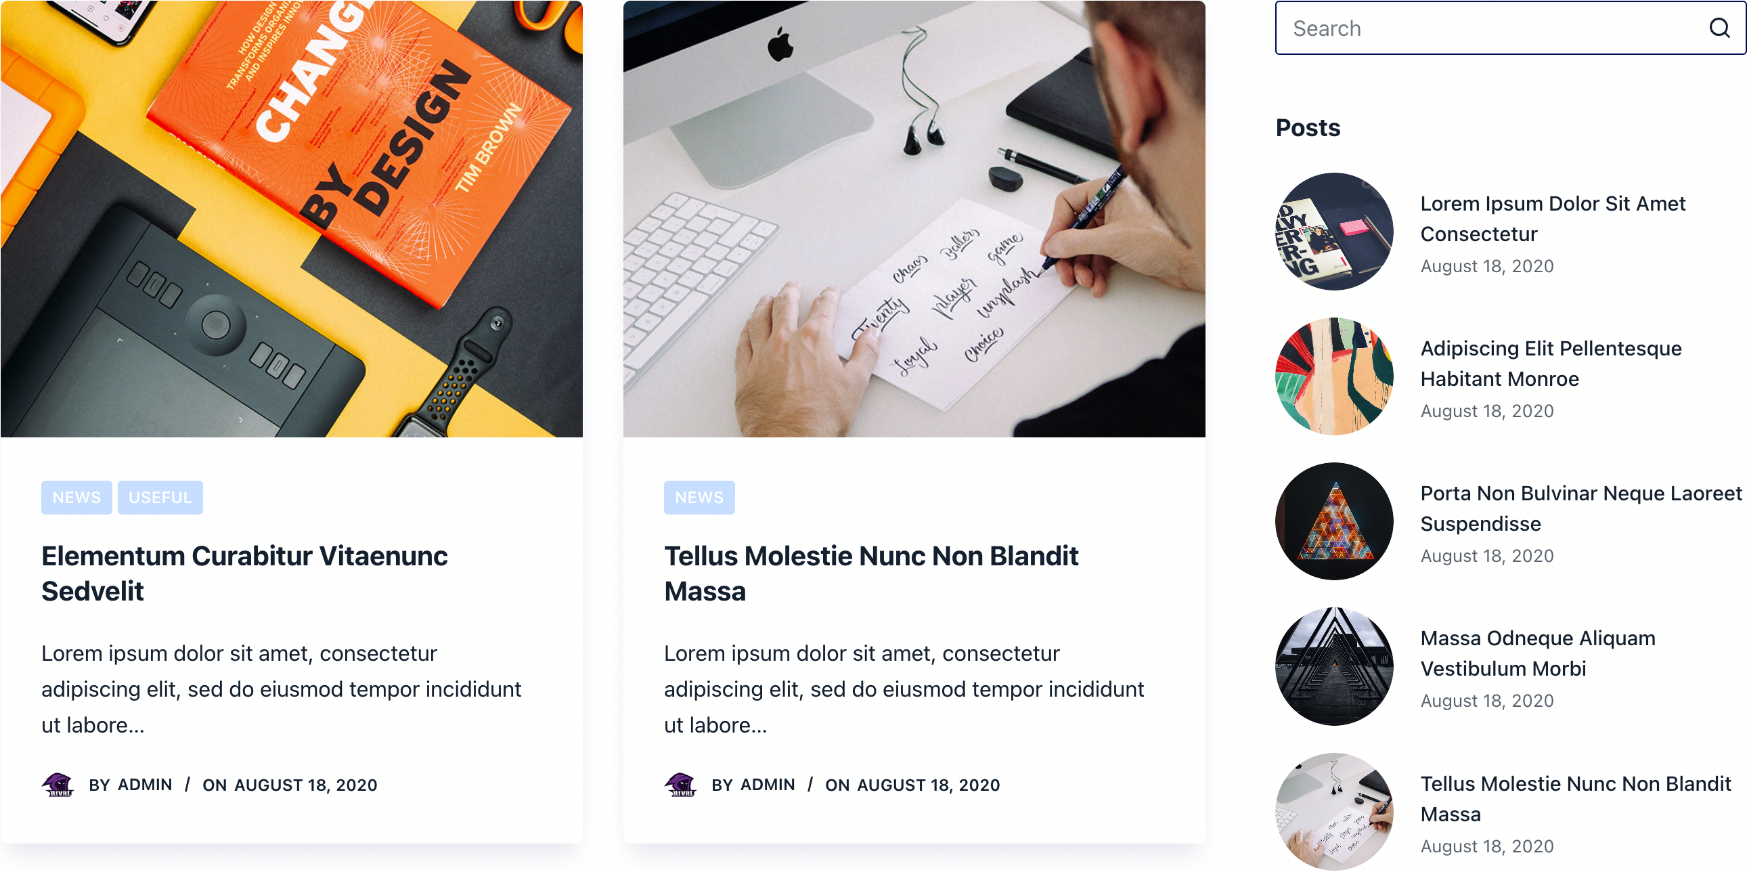 HOW DESIGN
TRANSFORMS ORGANI
AND INSPIRES INNO
CHANGE
BY
DESIGN
TIM BROWN
NEWS USEFUL
Elementum Curabitur Vitaenunc
Sedvelit
Lorem ipsum dolor sit amet, consectetur
adipiscing elit, sed do eiusmod tempor incididunt
ut labore...
RIVAL
BY ADMIN / ON AUGUST 18, 2020
Chaos Baller game
Twenty player unsplash
Loyal Choice
NEWS
Tellus Molestie Nunc Non Blandit
Massa
Lorem ipsum dolor sit amet, consectetur
adipiscing elit, sed do eiusmod tempor incididunt
ut labore...
RIVAL
BY ADMIN / ON AUGUST 18, 2020
Search
Posts
Lorem Ipsum Dolor Sit Amet
Consectetur
August 18, 2020
Adipiscing Elit Pellentesque
Habitant Monroe
August 18, 2020
Porta Non Bulvinar Neque Laoreet
Suspendisse
August 18, 2020
Massa Odneque Aliquam
Vestibulum Morbi
August 18, 2020
Tellus Molestie Nunc Non Blandit
Massa
August 18, 2020